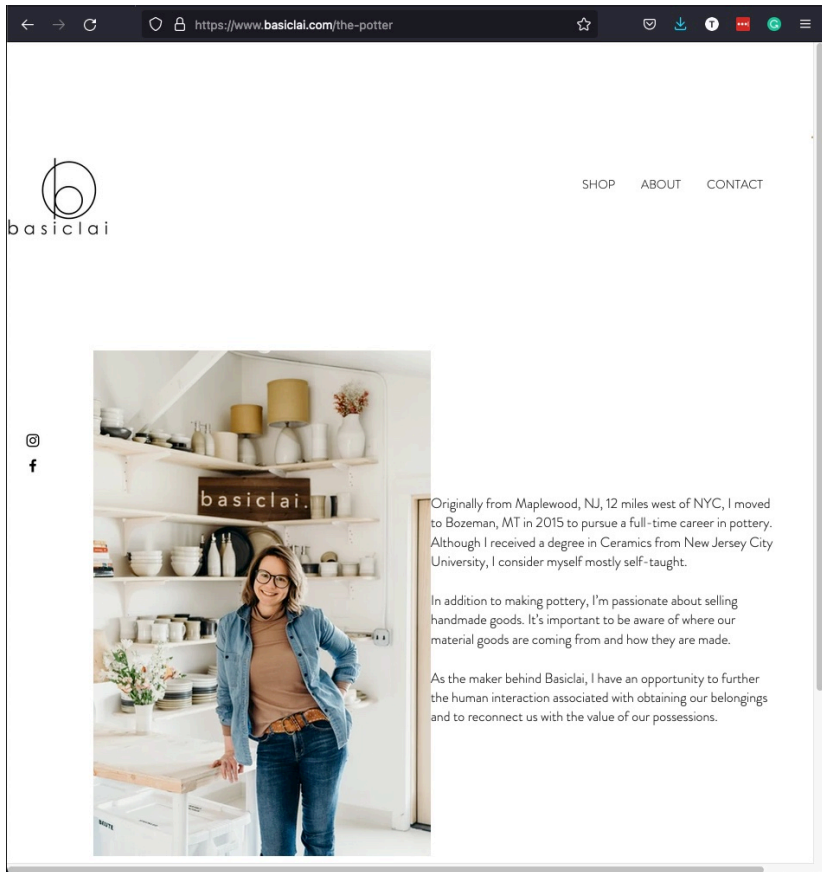 https://www.basiclai.com/the-potter
basiclai
SHOP ABOUT CONTACT
basiclai.
Originally from Maplewood, NJ, 12 miles west of NYC, I moved
to Bozeman, MT in 2015 to pursue a full-time career in pottery.
Although I received a degree in Ceramics from New Jersey City
University, I consider myself mostly self-taught.
In addition to making pottery, I'm passionate about selling
handmade goods. It's important to be aware of where our
material goods are coming from and how they are made.
As the maker behind Basiclai, I have an opportunity to further
the human interaction associated with obtaining our belongings
and to reconnect us with the value of our possessions.